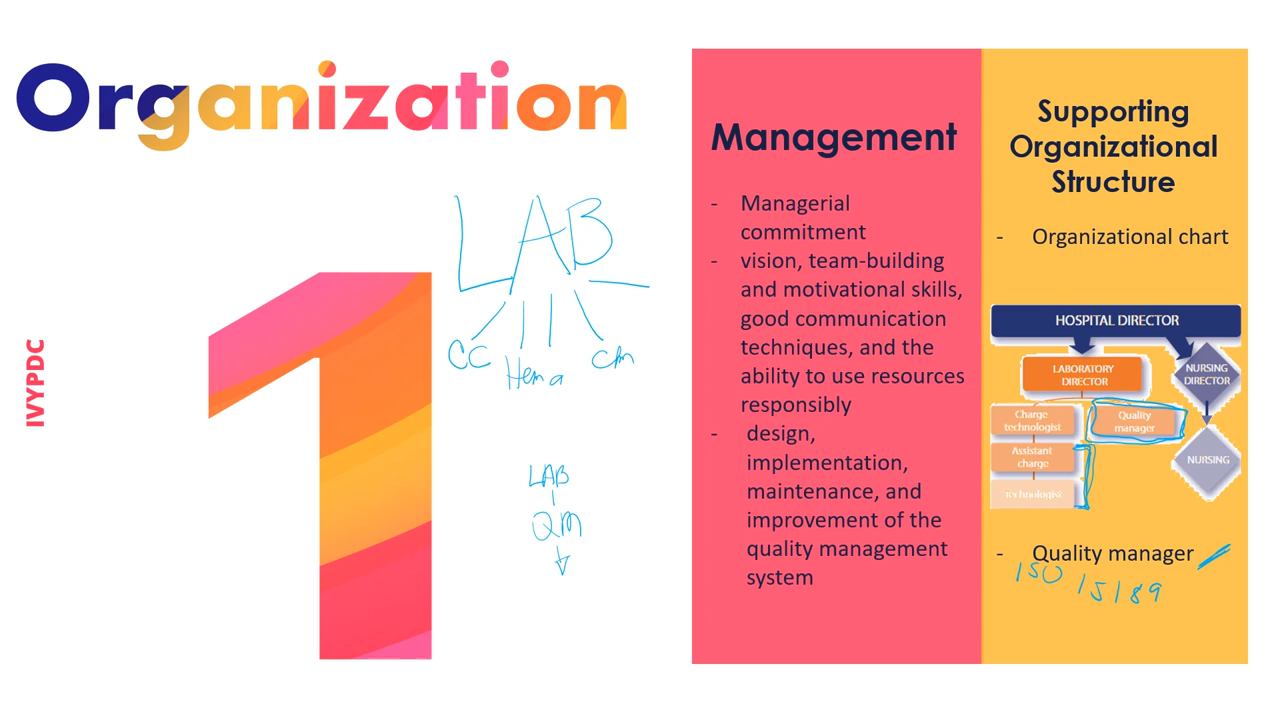 Organization
IVYPDC
1
LAB
CC
Hema
Cm
LAB
QM
Management
- Managerial
commitment
- vision, team-building
and motivational skills,
good communication
techniques, and the
ability to use resources
responsibly
- design,
implementation,
maintenance, and
improvement of the
quality management
system
Supporting
Organizational
Structure
- Organizational chart
HOSPITAL DIRECTOR
LABORATORY
DIRECTOR
NURSING
DIRECTOR
Charge
technologist
Quality
manager
Assistant
charge
NURSING
- Quality manager
ISO 15189